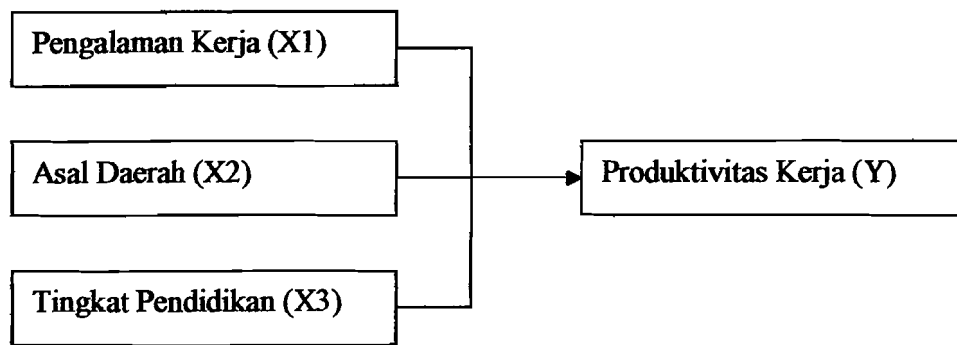 Pengalaman Kerja (X1)
Asal Daerah (X2)
Produktivitas Kerja (Y)
Tingkat Pendidikan (X3)